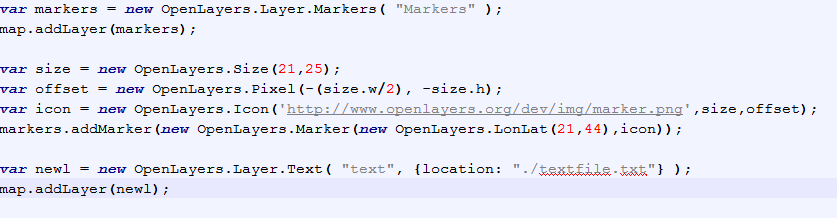 var markers = new OpenLayers.Layer.Markers( "Markers" );
map.addLayer(markers);
var size = new OpenLayers.Size(21,25);
var offset = new OpenLayers.Pixel(-(size.w/2), -size.h);
var icon = new OpenLayers.Icon('http://www.openlayers.org/dev/img/marker.png',size,offset);
markers.addMarker(new OpenLayers.Marker(new OpenLayers.LonLat(21,44),icon));
var newl = new OpenLayers.Layer.Text( "text", {location: "./textfile.txt"} );
map.addLayer(newl);